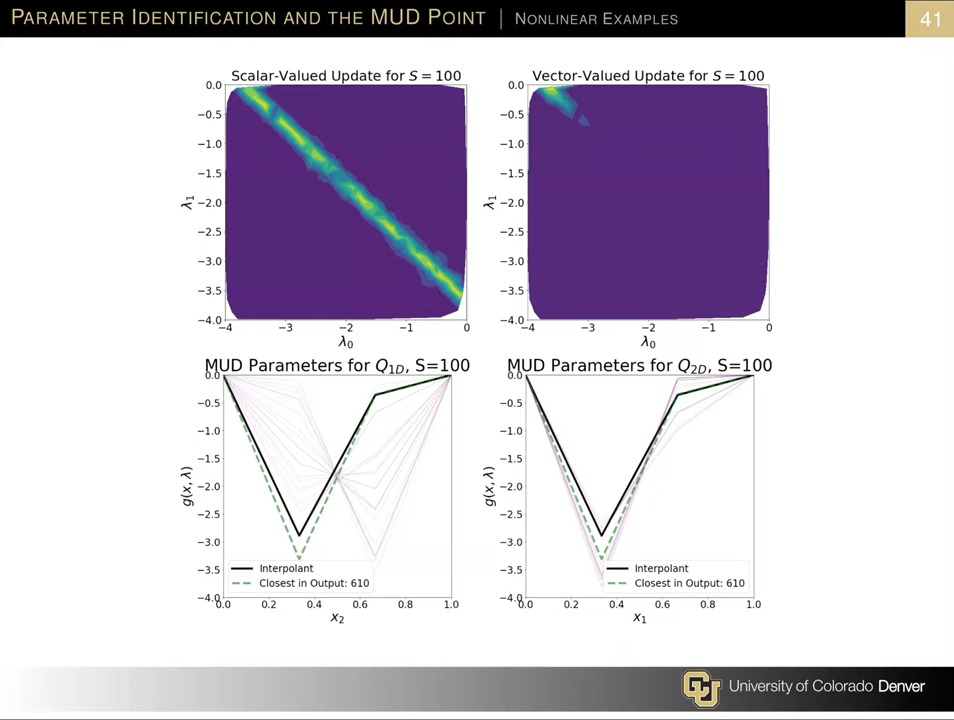 PARAMETER IDENTIFICATION AND THE MUD POINT | NONLINEAR EXAMPLES 41
Scalar-Valued Update for S = 100
0.0
−0.5
−1.0
−1.5
−2.0
−2.5
−3.0
−3.5
−4.0
λ₁
−4 −3 −2 −1 0
λ₀
Vector-Valued Update for S = 100
0.0
−0.5
−1.0
−1.5
−2.0
−2.5
−3.0
−3.5
−4.0
λ₁
−4 −3 −2 −1 0
λ₀
MUD Parameters for Q₁D, S=100
0.0
−0.5
−1.0
−1.5
−2.0
−2.5
−3.0
−3.5
−4.0
g(x, λ)
Interpolant
Closest in Output: 610
0.0 0.2 0.4 0.6 0.8 1.0
x₂
MUD Parameters for Q₂D, S=100
0.0
−0.5
−1.0
−1.5
−2.0
−2.5
−3.0
−3.5
−4.0
g(x, λ)
Interpolant
Closest in Output: 610
0.0 0.2 0.4 0.6 0.8 1.0
x₁
CU University of Colorado Denver